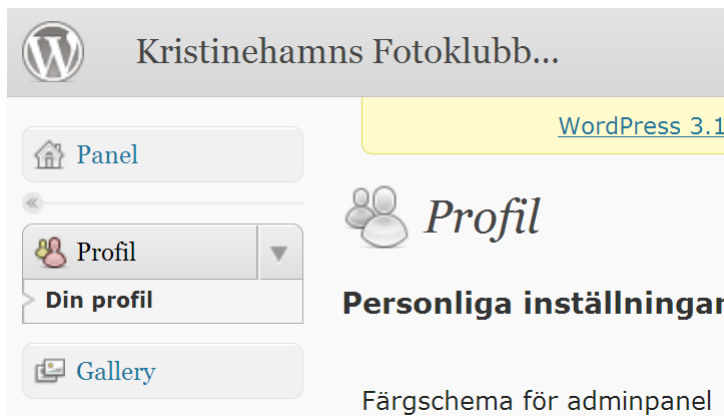 Kristinehamns Fotoklubb...
WordPress 3.1
Panel
Profil
Profil
Din profil
Personliga inställningar
Gallery
Färgschema för adminpanel